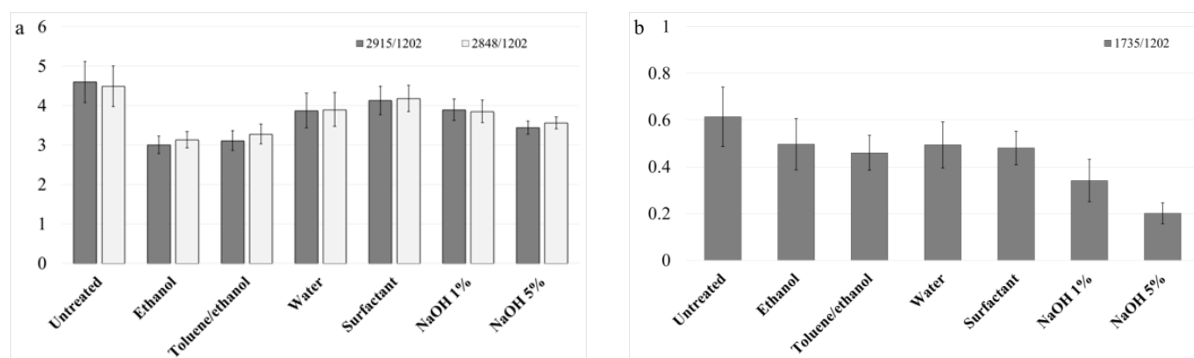 a
6
5
4
3
2
1
0
2915/1202 2848/1202
Untreated
Ethanol
Toluene/ethanol
Water
Surfactant
NaOH 1%
NaOH 5%
b
1
0.8
0.6
0.4
0.2
0
1735/1202
Untreated
Ethanol
Toluene/ethanol
Water
Surfactant
NaOH 1%
NaOH 5%